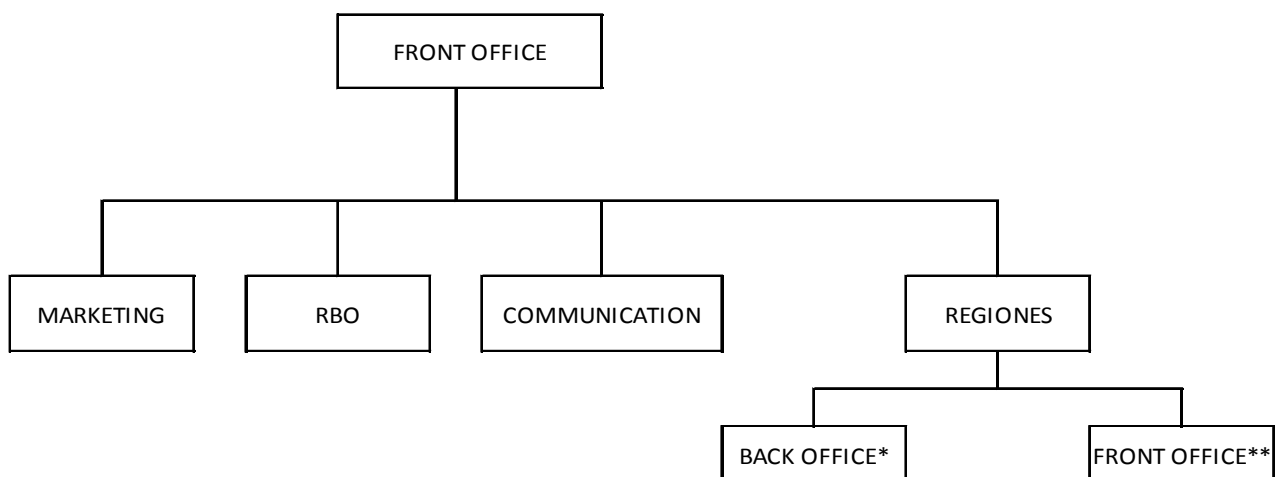 FRONT OFFICE
MARKETING
RBO
COMMUNICATION
REGIONES
BACK OFFICE*
FRONT OFFICE**